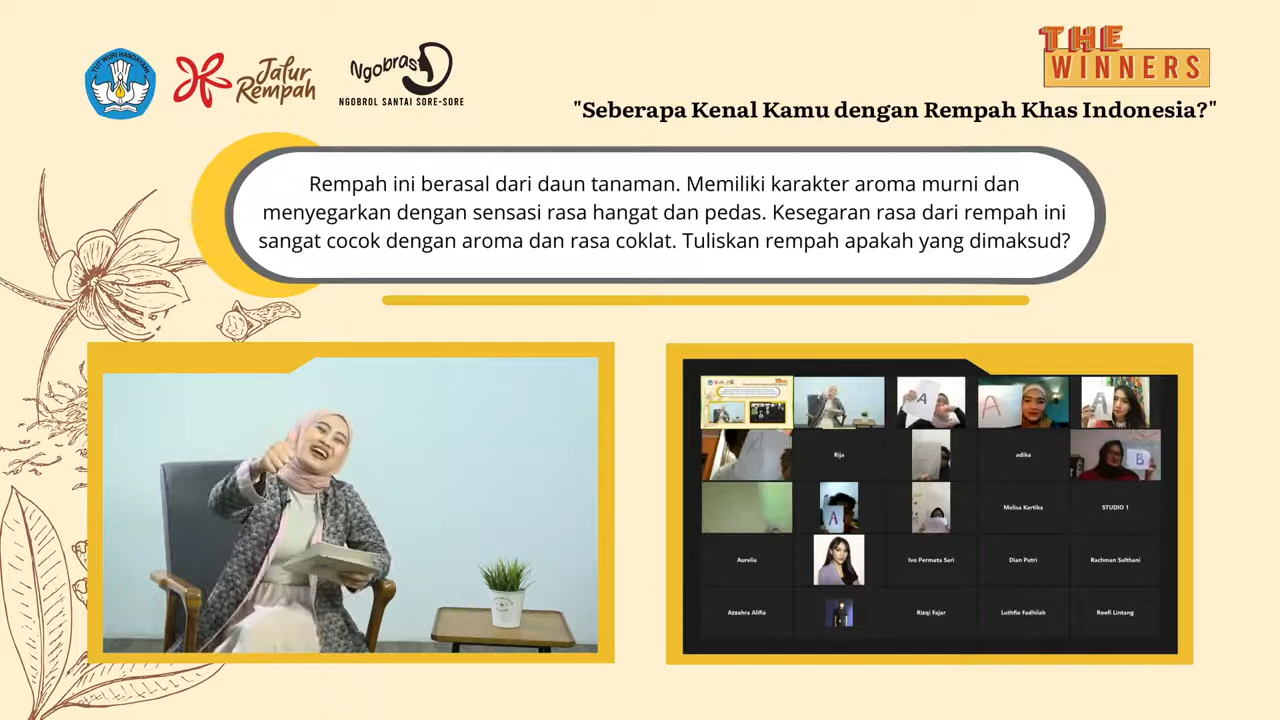 TUT WURI HANDAYANI
Jalur
Rempah
Ngobras
NGOBROL SANTAI SORE-SORE
THE
WINNERS
"Seberapa Kenal Kamu dengan Rempah Khas Indonesia?"
Rempah ini berasal dari daun tanaman. Memiliki karakter aroma murni dan
menyegarkan dengan sensasi rasa hangat dan pedas. Kesegaran rasa dari rempah ini
sangat cocok dengan aroma dan rasa coklat. Tuliskan rempah apakah yang dimaksud?
A
A
A
Rija
adika
B
A
Melisa Kartika
STUDIO 1
Aurelia
Ivo Permata Sari
Dian Putri
Rachman Sulthani
Azzahra Alifia
Rizqi Fajar
Luthfie Fadhilah
Roofi Lintang